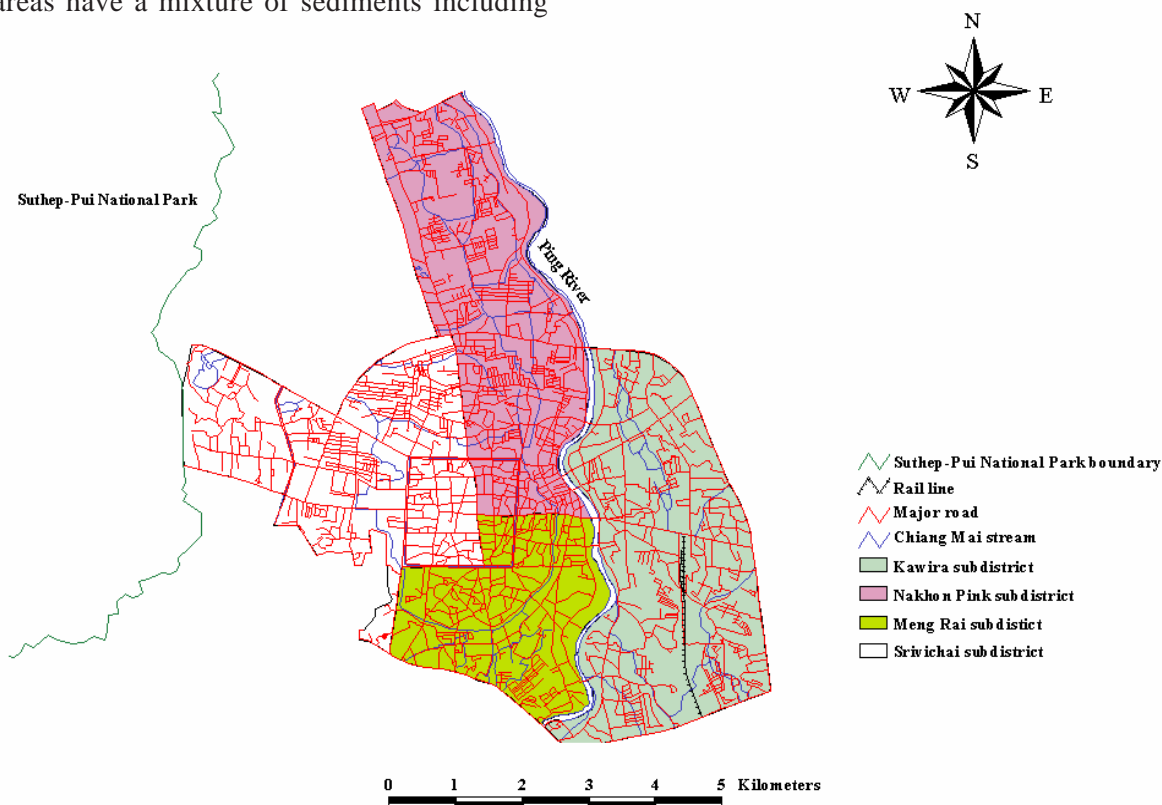 areas have a mixture of sediments including
N
W
E
S
Suthep-Pui National Park
Ping River
Suthep-Pui National Park boundary
Rail line
Major road
Chiang Mai stream
Kawira subdistrict
Nakhon Pink subdistrict
Meng Rai subdistict
Srivichai subdistrict
0 1 2 3 4 5 Kilometers